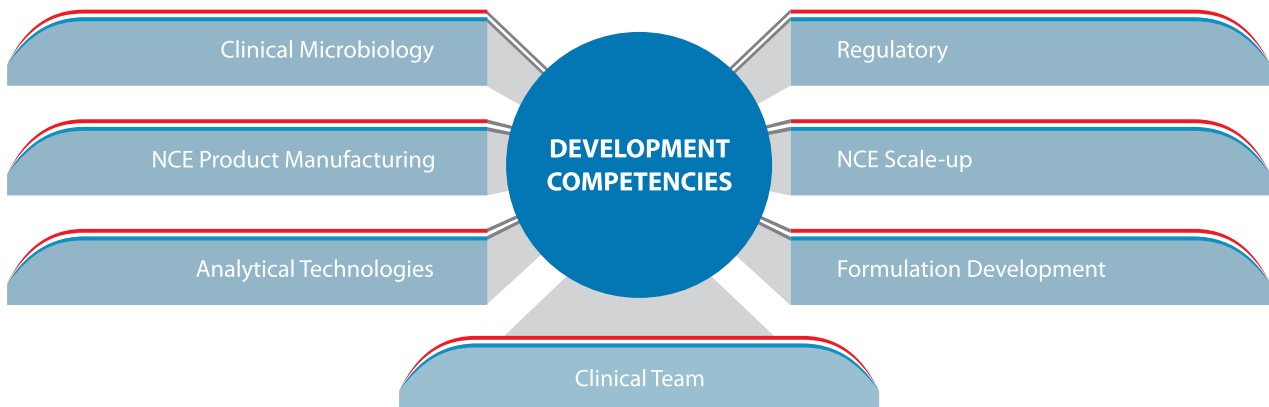 Clinical Microbiology
Regulatory
NCE Product Manufacturing
DEVELOPMENT
COMPETENCIES
NCE Scale-up
Analytical Technologies
Formulation Development
Clinical Team